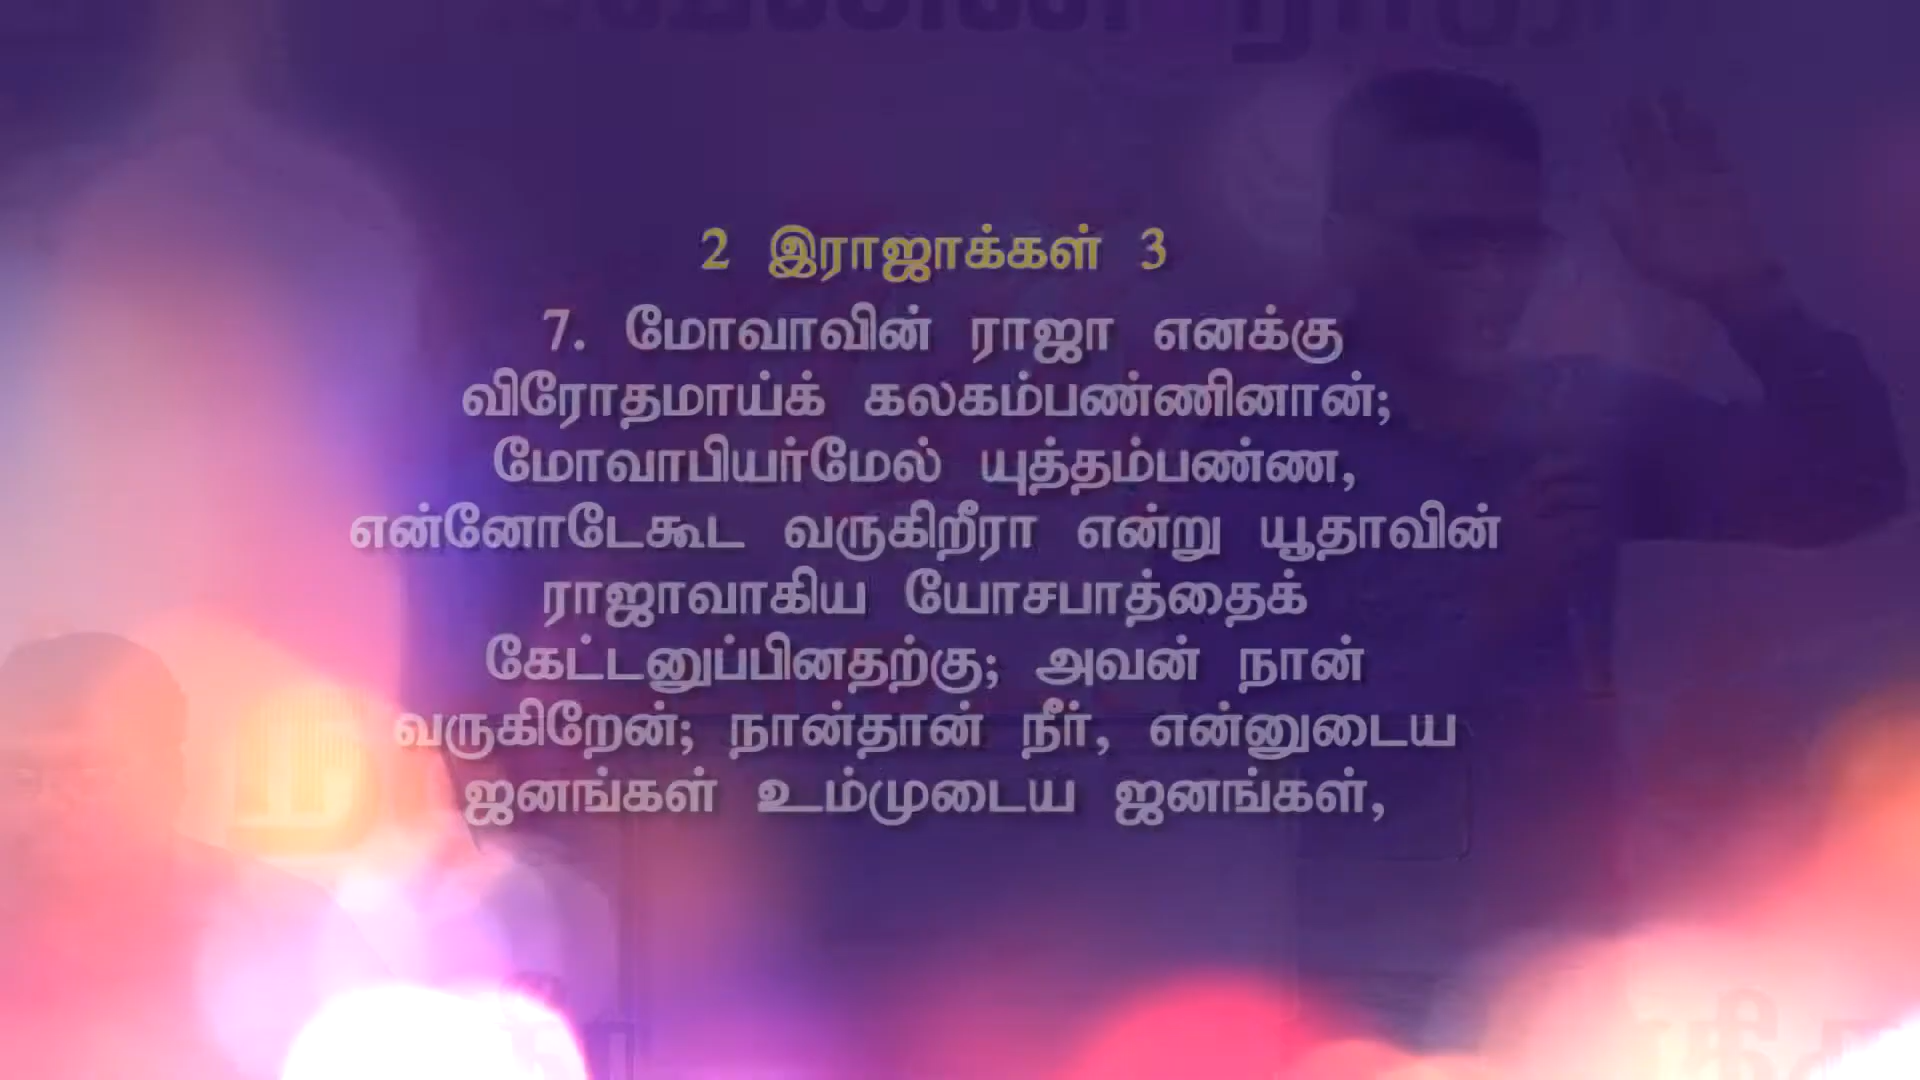 2 இராஜாக்கள் 3
7. மோவாவின் ராஜா எனக்கு
விரோதமாய்க் கலகம்பண்ணினான்;
மோவாபியர்மேல் யுத்தம்பண்ண,
என்னோடேகூட வருகிறீரா என்று யூதாவின்
ராஜாவாகிய யோசபாத்தைக்
கேட்டனுப்பினதற்கு; அவன் நான்
வருகிறேன்; நான்தான் நீர், என்னுடைய
ஜனங்கள் உம்முடைய ஜனங்கள்,